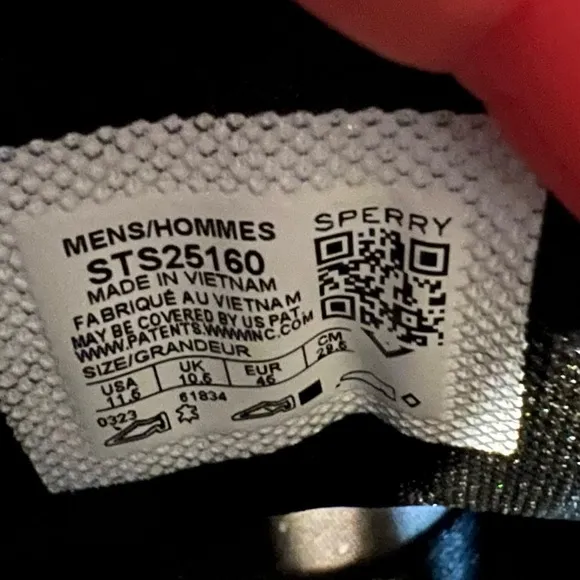 SPERRY
MENS/HOMMES
STS25160
MADE IN VIETNAM
FABRIQUÉ AU VIETNAM
MAY BE COVERED BY US PAT.
WWW.PATENTS.WWWINC.COM
SIZE/GRANDEUR
USA UK EUR CM
11.5 10.5 45 29.5
0323 61834